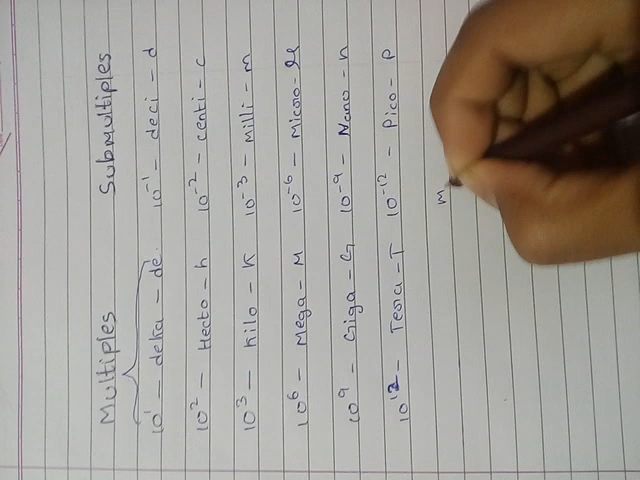 Multiples Submultiples
10¹ – deka – de 10⁻¹ – deci – d
10² – Hecto – h 10⁻² – centi – c
10³ – Kilo – K 10⁻³ – Milli – m
10⁶ – Mega – M 10⁻⁶ – Micro – μ
10⁹ – Giga – G 10⁻⁹ – Nano – n
10¹² – Tera – T 10⁻¹² – Pico – P
M